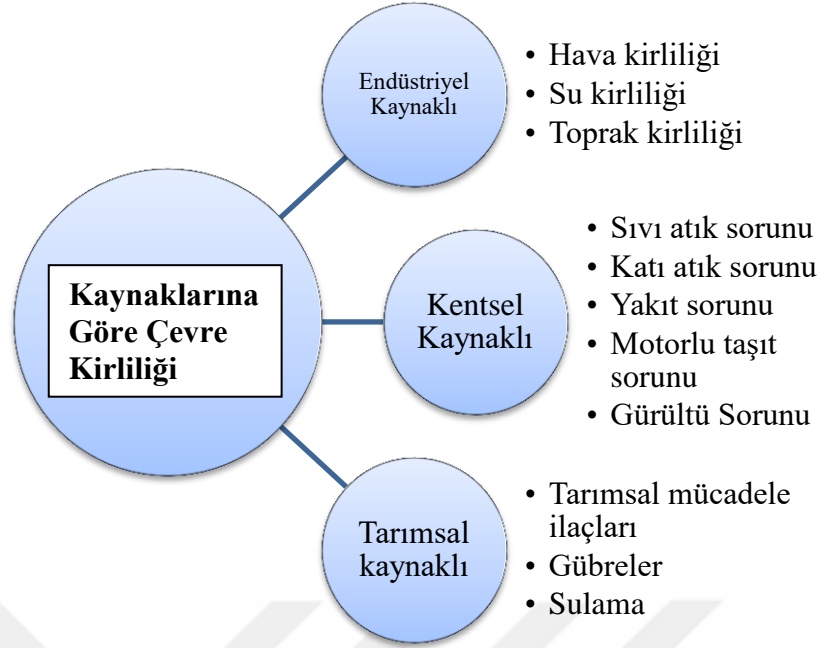 Kaynaklarına
Göre Çevre
Kirliliği
Endüstriyel
Kaynaklı
• Hava kirliliği
• Su kirliliği
• Toprak kirliliği
Kentsel
Kaynaklı
• Sıvı atık sorunu
• Katı atık sorunu
• Yakıt sorunu
• Motorlu taşıt
sorunu
• Gürültü Sorunu
Tarımsal
kaynaklı
• Tarımsal mücadele
ilaçları
• Gübreler
• Sulama